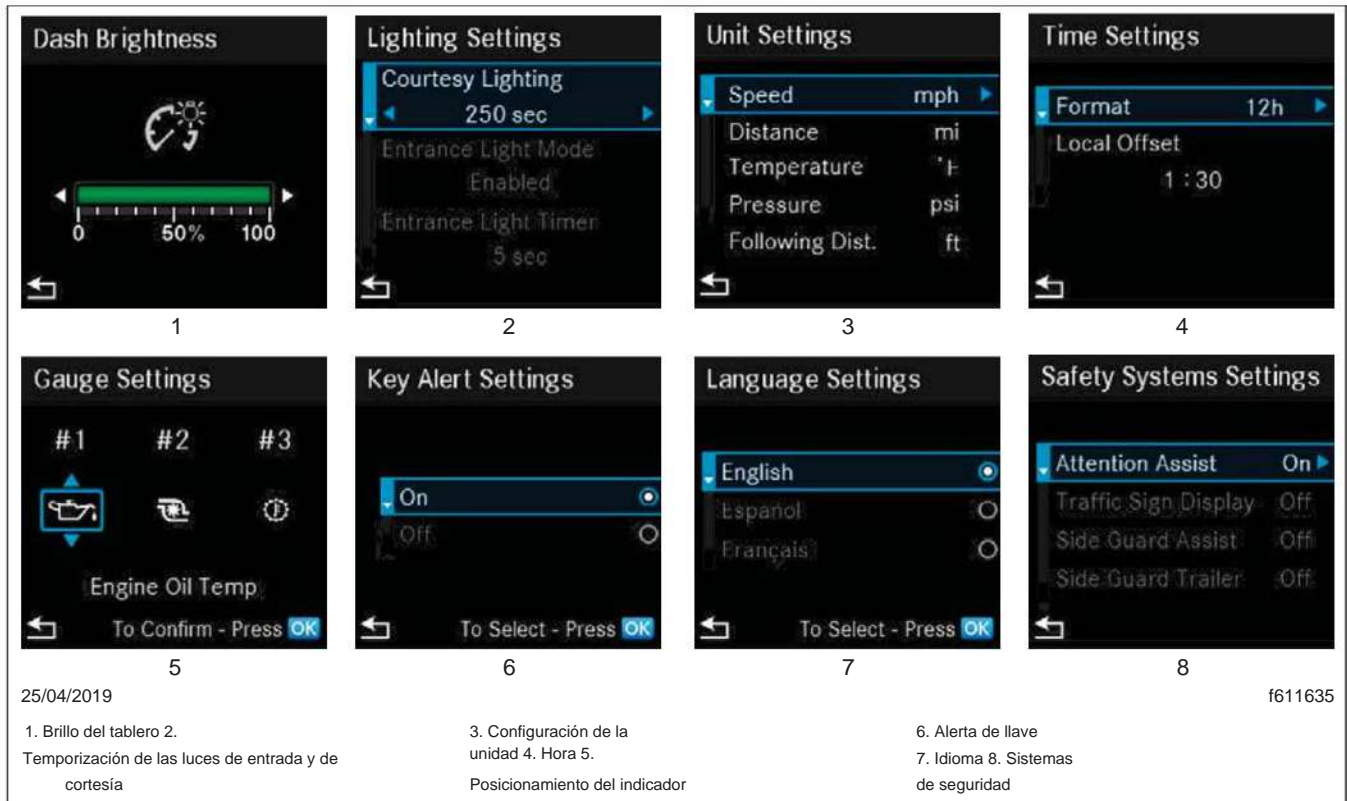 Dash Brightness
0 50% 100
1
Lighting Settings
Courtesy Lighting
250 sec
Entrance Light Mode
Enabled
Entrance Light Timer
5 sec
2
Unit Settings
Speed mph
Distance mi
Temperature °F
Pressure psi
Following Dist. ft
3
Time Settings
Format 12h
Local Offset
1 : 30
4
Gauge Settings
#1 #2 #3
Engine Oil Temp
To Confirm - Press OK
5
Key Alert Settings
On
Off
To Select - Press OK
6
Language Settings
English
Español
Français
To Select - Press OK
7
Safety Systems Settings
Attention Assist On
Traffic Sign Display Off
Side Guard Assist Off
Side Guard Trailer Off
8
25/04/2019
f611635
1. Brillo del tablero 2.
Temporización de las luces de entrada y de
cortesía
3. Configuración de la
unidad 4. Hora 5.
Posicionamiento del indicador
6. Alerta de llave
7. Idioma 8. Sistemas
de seguridad